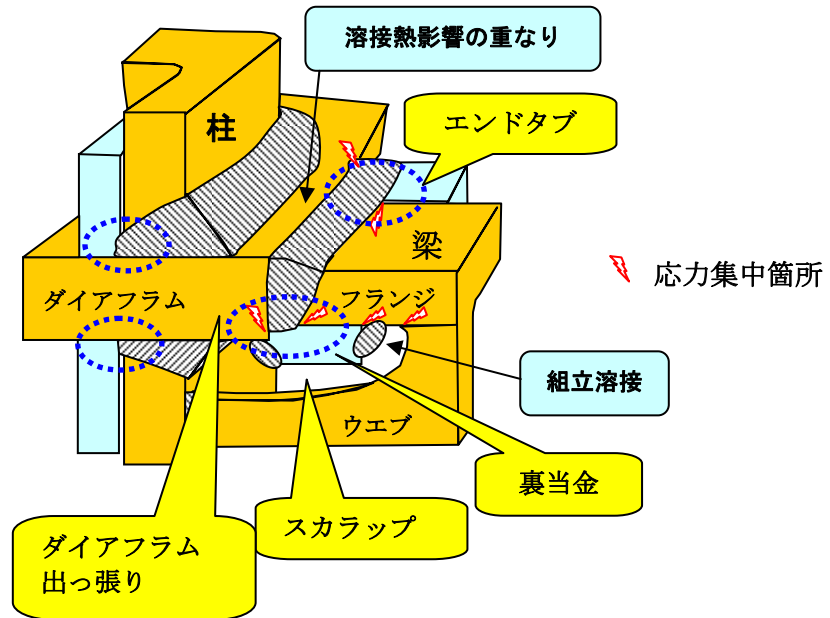 溶接熱影響の重なり
エンドタブ
柱
梁
応力集中箇所
ダイアフラム
フランジ
組立溶接
ウエブ
裏当金
スカラップ
ダイアフラム
出っ張り